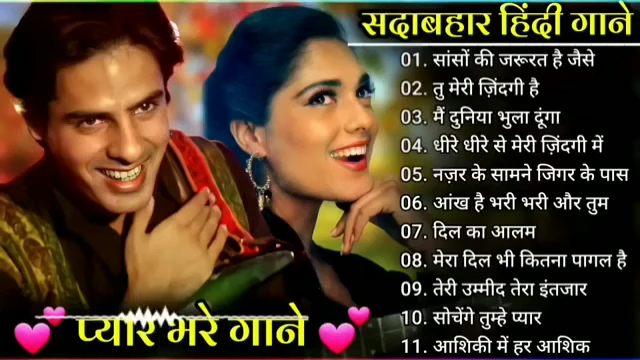 सदाबहार हिंदी गाने
01. सांसों की जरूरत है जैसे
02. तु मेरी ज़िंदगी है
03. मैं दुनिया भुला दूंगा
04. धीरे धीरे से मेरी ज़िंदगी में
05. नज़र के सामने जिगर के पास
06. आंख है भरी भरी और तुम
07. दिल का आलम
08. मेरा दिल भी कितना पागल है
09. तेरी उम्मीद तेरा इंतजार
10. सोचेंगे तुम्हे प्यार
11. आशिकी में हर आशिक
प्यार भरे गाने